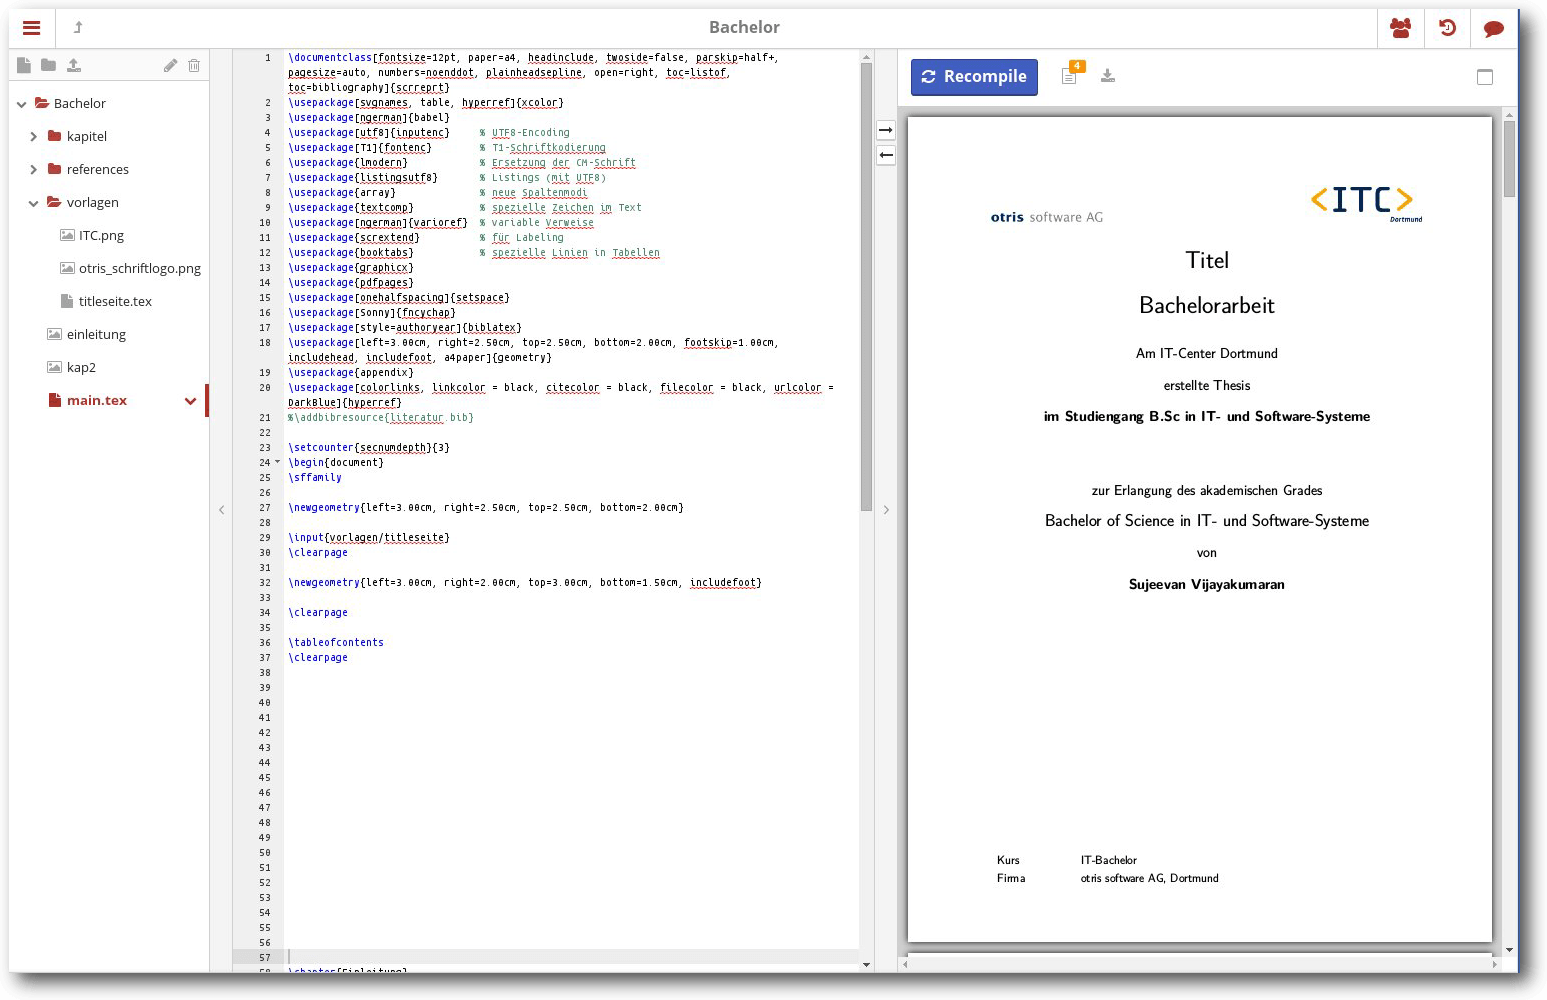 Bachelor
Bachelor
kapitel
references
vorlagen
ITC.png
otris_schriftlogo.png
titleseite.tex
einleitung
kap2
main.tex
1 \documentclass[fontsize=12pt, paper=a4, headinclude, twoside=false, parskip=half+,
pagesize=auto, numbers=noenddot, plainheadsepline, open=right, toc=listof,
toc=bibliography]{scrreprt}
2 \usepackage[svgnames, table, hyperref]{xcolor}
3 \usepackage[ngerman]{babel}
4 \usepackage[utf8]{inputenc} % UTF8-Encoding
5 \usepackage[T1]{fontenc} % T1-Schriftkodierung
6 \usepackage{lmodern} % Ersetzung der CM-Schrift
7 \usepackage{listingsutf8} % Listings (mit UTF8)
8 \usepackage{array} % neue Spaltenmodi
9 \usepackage{textcomp} % spezielle Zeichen im Text
10 \usepackage[ngerman]{varioref} % variable Verweise
11 \usepackage{scrextend} % für Labeling
12 \usepackage{booktabs} % spezielle Linien in Tabellen
13 \usepackage{graphicx}
14 \usepackage{pdfpages}
15 \usepackage[onehalfspacing]{setspace}
16 \usepackage[Sonny]{fncychap}
17 \usepackage[style=authoryear]{biblatex}
18 \usepackage[left=3.00cm, right=2.50cm, top=2.50cm, bottom=2.00cm, footskip=1.00cm,
includehead, includefoot, a4paper]{geometry}
19 \usepackage{appendix}
20 \usepackage[colorlinks, linkcolor = black, citecolor = black, filecolor = black, urlcolor =
DarkBlue]{hyperref}
21 %\addbibresource{literatur.bib}
22
23 \setcounter{secnumdepth}{3}
24 \begin{document}
25 \sffamily
26
27 \newgeometry{left=3.00cm, right=2.50cm, top=2.50cm, bottom=2.00cm}
28
29 \input{vorlagen/titleseite}
30 \clearpage
31
32 \newgeometry{left=3.00cm, right=2.00cm, top=3.00cm, bottom=1.50cm, includefoot}
33
34 \clearpage
35
36 \tableofcontents
37 \clearpage
38
39
40
41
42
43
44
45
46
47
48
49
50
51
52
53
54
55
56
57
58 \chapter{Einleitung}
Recompile
4
otris software AG
<ITC>
Dortmund
Titel
Bachelorarbeit
Am IT-Center Dortmund
erstellte Thesis
im Studiengang B.Sc in IT- und Software-Systeme
zur Erlangung des akademischen Grades
Bachelor of Science in IT- und Software-Systeme
von
Sujeevan Vijayakumaran
Kurs IT-Bachelor
Firma otris software AG, Dortmund